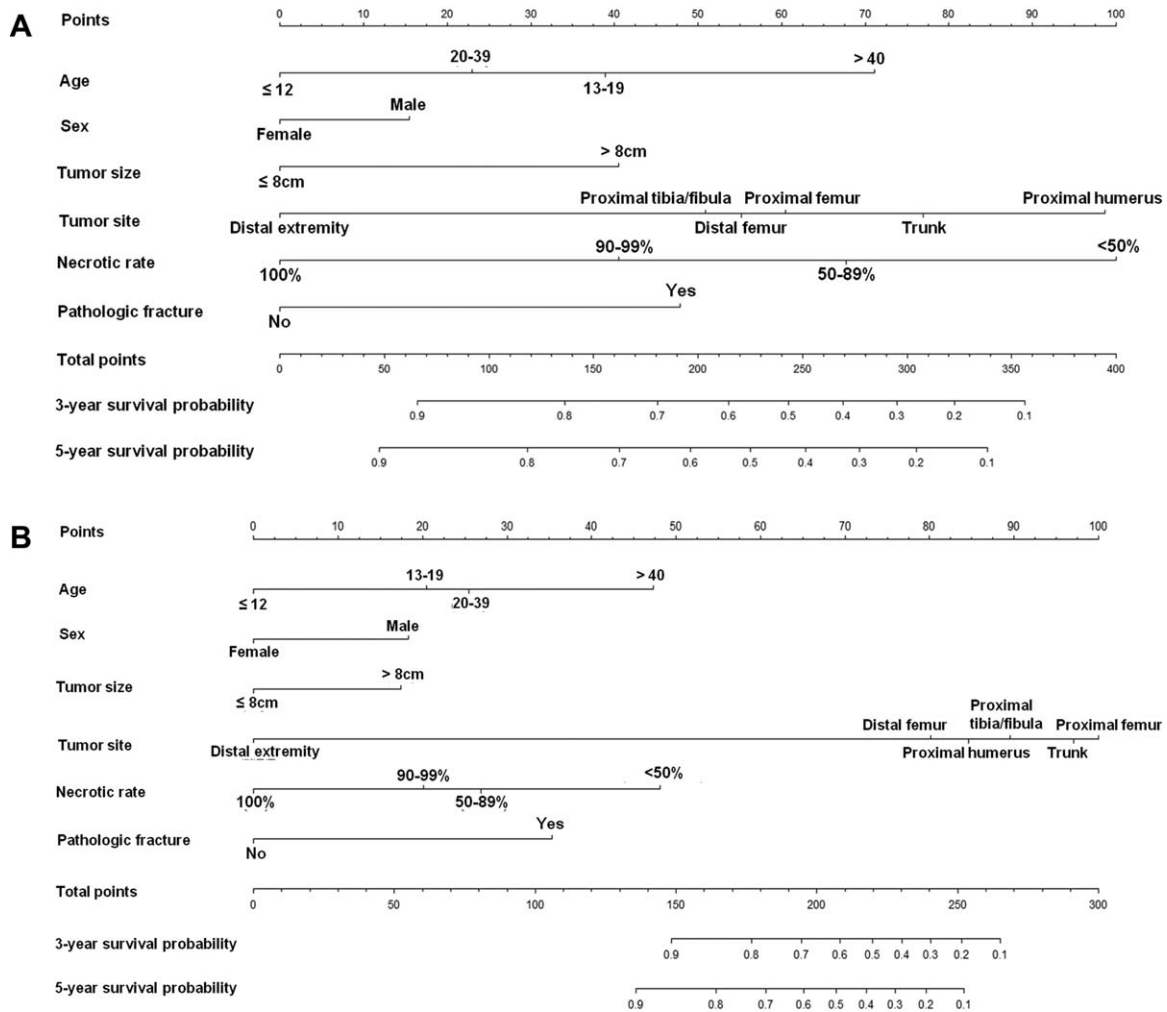 A
Points
0 10 20 30 40 50 60 70 80 90 100
Age
20-39
> 40
≤ 12
13-19
Sex
Male
Female
Tumor size
> 8cm
≤ 8cm
Tumor site
Proximal tibia/fibula Proximal femur Proximal humerus
Distal extremity Distal femur Trunk
Necrotic rate
90-99% <50%
100% 50-89%
Pathologic fracture
Yes
No
Total points
0 50 100 150 200 250 300 350 400
3-year survival probability
0.9 0.8 0.7 0.6 0.5 0.4 0.3 0.2 0.1
5-year survival probability
0.9 0.8 0.7 0.6 0.5 0.4 0.3 0.2 0.1
B
Points
0 10 20 30 40 50 60 70 80 90 100
Age
13-19 > 40
≤ 12 20-39
Sex
Male
Female
Tumor size
> 8cm
≤ 8cm
Tumor site
Distal femur Proximal tibia/fibula Proximal femur
Distal extremity Proximal humerus Trunk
Necrotic rate
90-99% <50%
100% 50-89%
Pathologic fracture
Yes
No
Total points
0 50 100 150 200 250 300
3-year survival probability
0.9 0.8 0.7 0.6 0.5 0.4 0.3 0.2 0.1
5-year survival probability
0.9 0.8 0.7 0.6 0.5 0.4 0.3 0.2 0.1